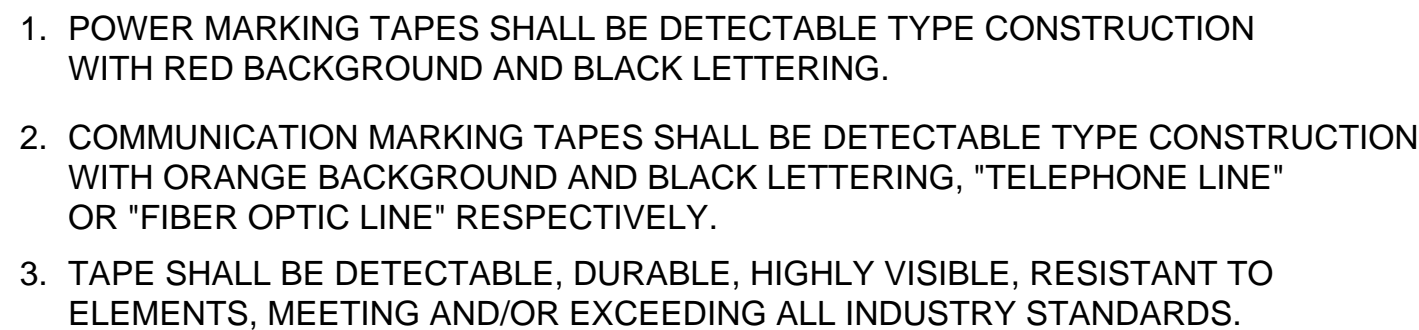 1. POWER MARKING TAPES SHALL BE DETECTABLE TYPE CONSTRUCTION
WITH RED BACKGROUND AND BLACK LETTERING.
2. COMMUNICATION MARKING TAPES SHALL BE DETECTABLE TYPE CONSTRUCTION
WITH ORANGE BACKGROUND AND BLACK LETTERING, "TELEPHONE LINE"
OR "FIBER OPTIC LINE" RESPECTIVELY.
3. TAPE SHALL BE DETECTABLE, DURABLE, HIGHLY VISIBLE, RESISTANT TO
ELEMENTS, MEETING AND/OR EXCEEDING ALL INDUSTRY STANDARDS.